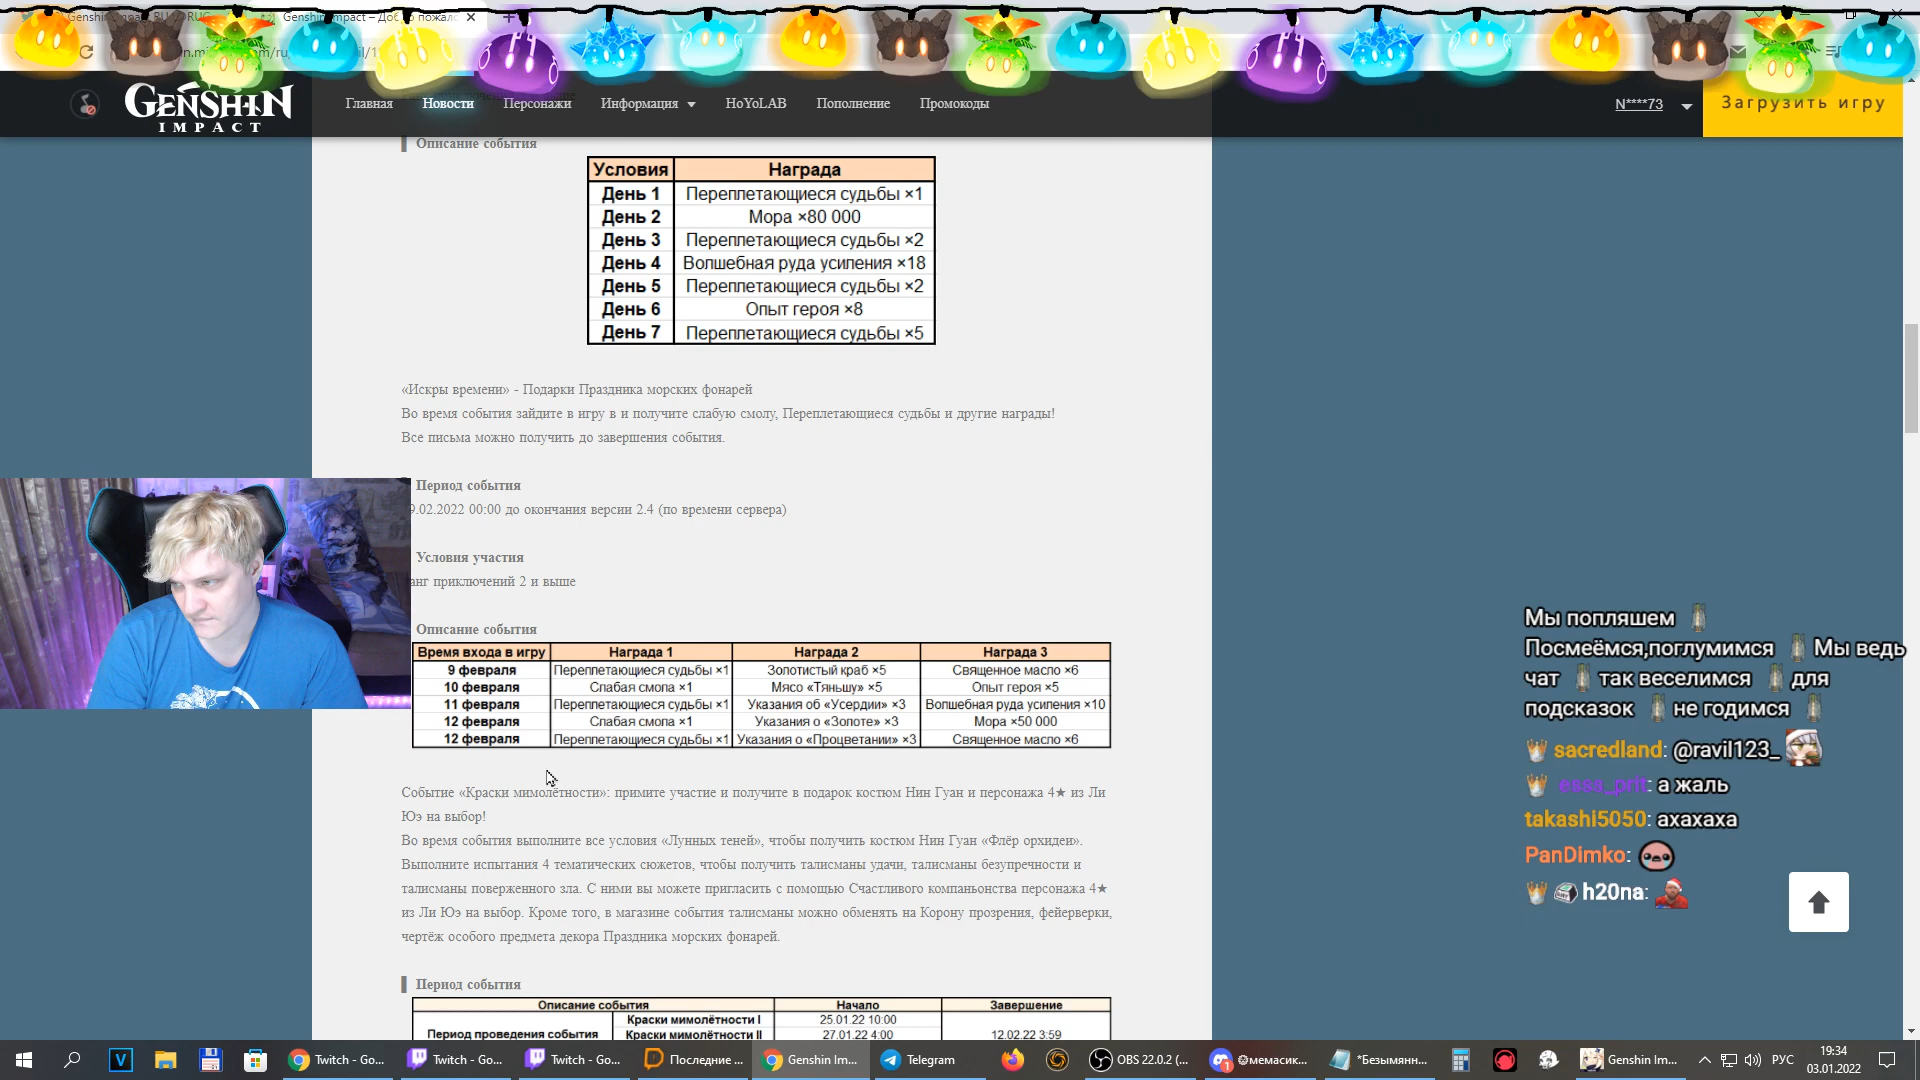 GENSHIN
IMPACT
Главная
Новости
Персонажи
Информация
HoYoLAB
Пополнение
Промокоды
N****73
Загрузить игру
Описание события
Условия Награда
День 1 Переплетающиеся судьбы ×1
День 2 Мора ×80 000
День 3 Переплетающиеся судьбы ×2
День 4 Волшебная руда усиления ×18
День 5 Переплетающиеся судьбы ×2
День 6 Опыт героя ×8
День 7 Переплетающиеся судьбы ×5
«Искры времени» - Подарки Праздника морских фонарей
Во время события зайдите в игру в и получите слабую смолу, Переплетающиеся судьбы и другие награды!
Все письма можно получить до завершения события.
Период события
9.02.2022 00:00 до окончания версии 2.4 (по времени сервера)
Условия участия
анг приключений 2 и выше
Описание события
Время входа в игру Награда 1 Награда 2 Награда 3
9 февраля Переплетающиеся судьбы ×1 Золотистый краб ×5 Священное масло ×6
10 февраля Слабая смола ×1 Мясо «Тяньшу» ×5 Опыт героя ×5
11 февраля Переплетающиеся судьбы ×1 Указания об «Усердии» ×3 Волшебная руда усиления ×10
12 февраля Слабая смола ×1 Указания о «Золоте» ×3 Мора ×50 000
12 февраля Переплетающиеся судьбы ×1 Указания о «Процветании» ×3 Священное масло ×6
Событие «Краски мимолётности»: примите участие и получите в подарок костюм Нин Гуан и персонажа 4★ из Ли
Юэ на выбор!
Во время события выполните все условия «Лунных теней», чтобы получить костюм Нин Гуан «Флёр орхидеи».
Выполните испытания 4 тематических сюжетов, чтобы получить талисманы удачи, талисманы безупречности и
талисманы поверженного зла. С ними вы можете пригласить с помощью Счастливого компаньонства персонажа 4★
из Ли Юэ на выбор. Кроме того, в магазине события талисманы можно обменять на Корону прозрения, фейерверки,
чертёж особого предмета декора Праздника морских фонарей.
Период события
Описание события Начало Завершение
Краски мимолётности I 25.01.22 10:00
Период проведения события Краски мимолётности II 27.01.22 4:00 12.02.22 3:59
Мы попляшем
Посмеёмся,поглумимся Мы ведь
чат так веселимся для
подсказок не годимся
sacredland: @ravil123_
: а жаль
takashi5050: ахахаха
PanDimko:
h20na:
Twitch - Go...
Twitch - Go...
Twitch - Go...
Последние ...
Genshin Im...
Telegram
OBS 22.0.2 (...
мемасик...
*Безымянн...
Genshin Im...
РУС
19:34
03.01.2022